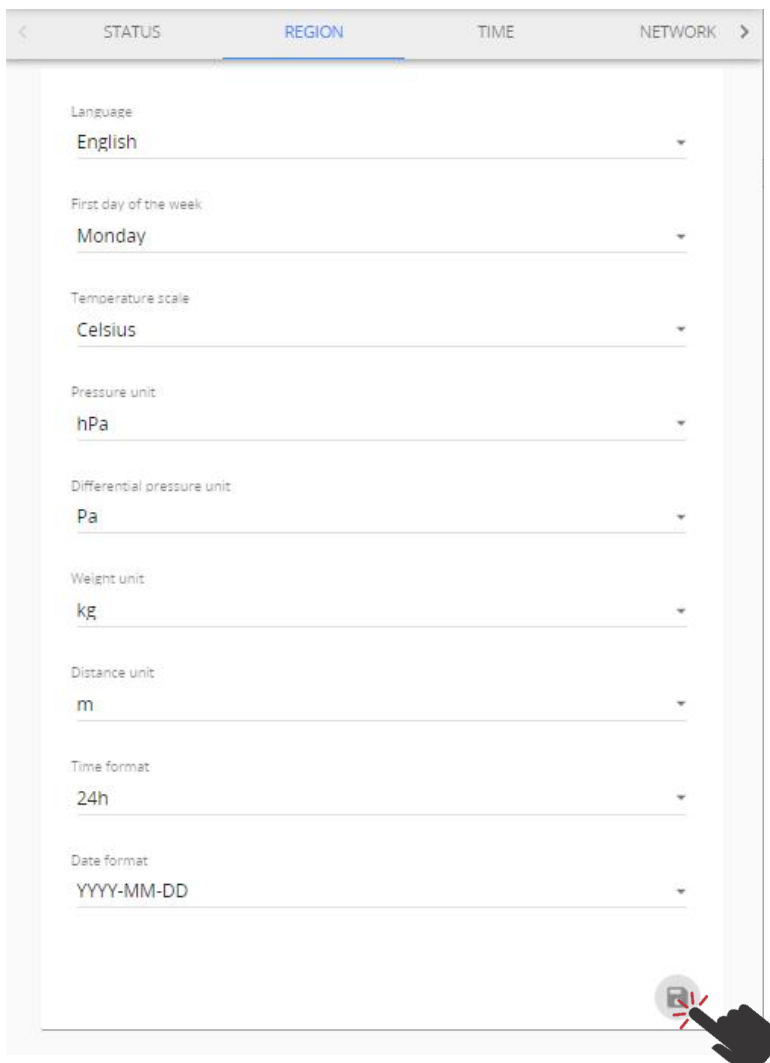 STATUS REGION TIME NETWORK
Language
English
First day of the week
Monday
Temperature scale
Celsius
Pressure unit
hPa
Differential pressure unit
Pa
Weight unit
kg
Distance unit
m
Time format
24h
Date format
YYYY-MM-DD